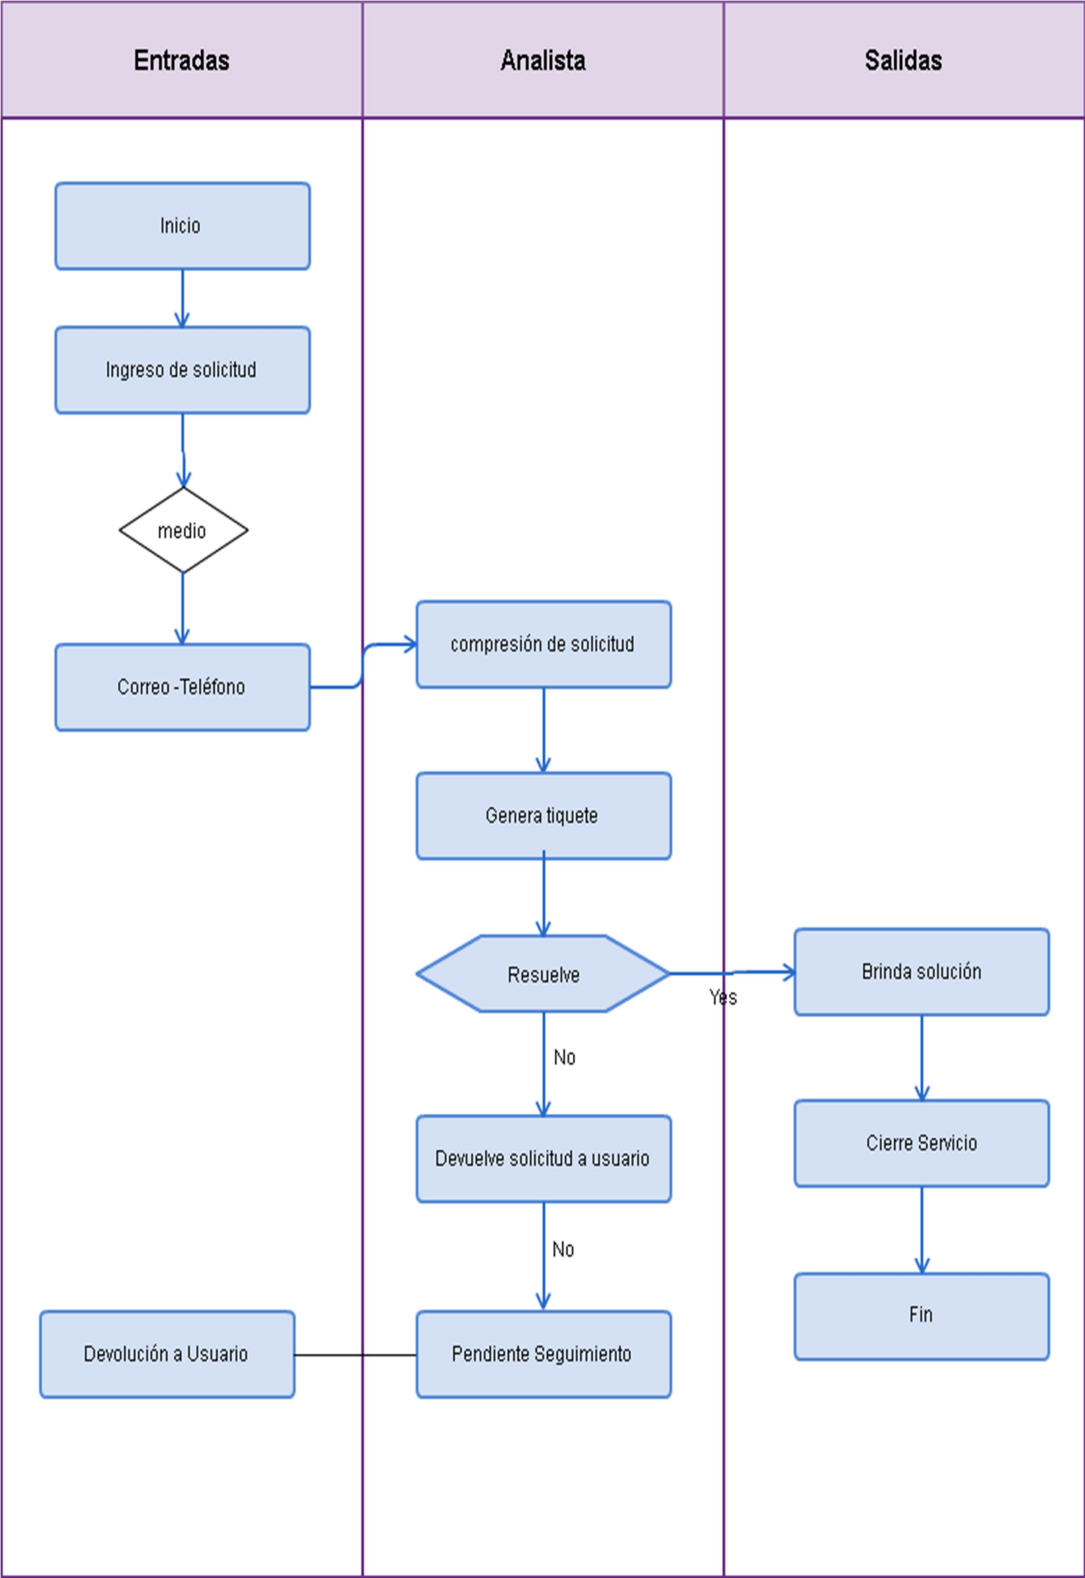 Entradas
Analista
Salidas
Inicio
Ingreso de solicitud
medio
Correo -Teléfono
compresión de solicitud
Genera tiquete
Resuelve
Yes
Brinda solución
No
Devuelve solicitud a usuario
Cierre Servicio
No
Fin
Devolución a Usuario
Pendiente Seguimiento